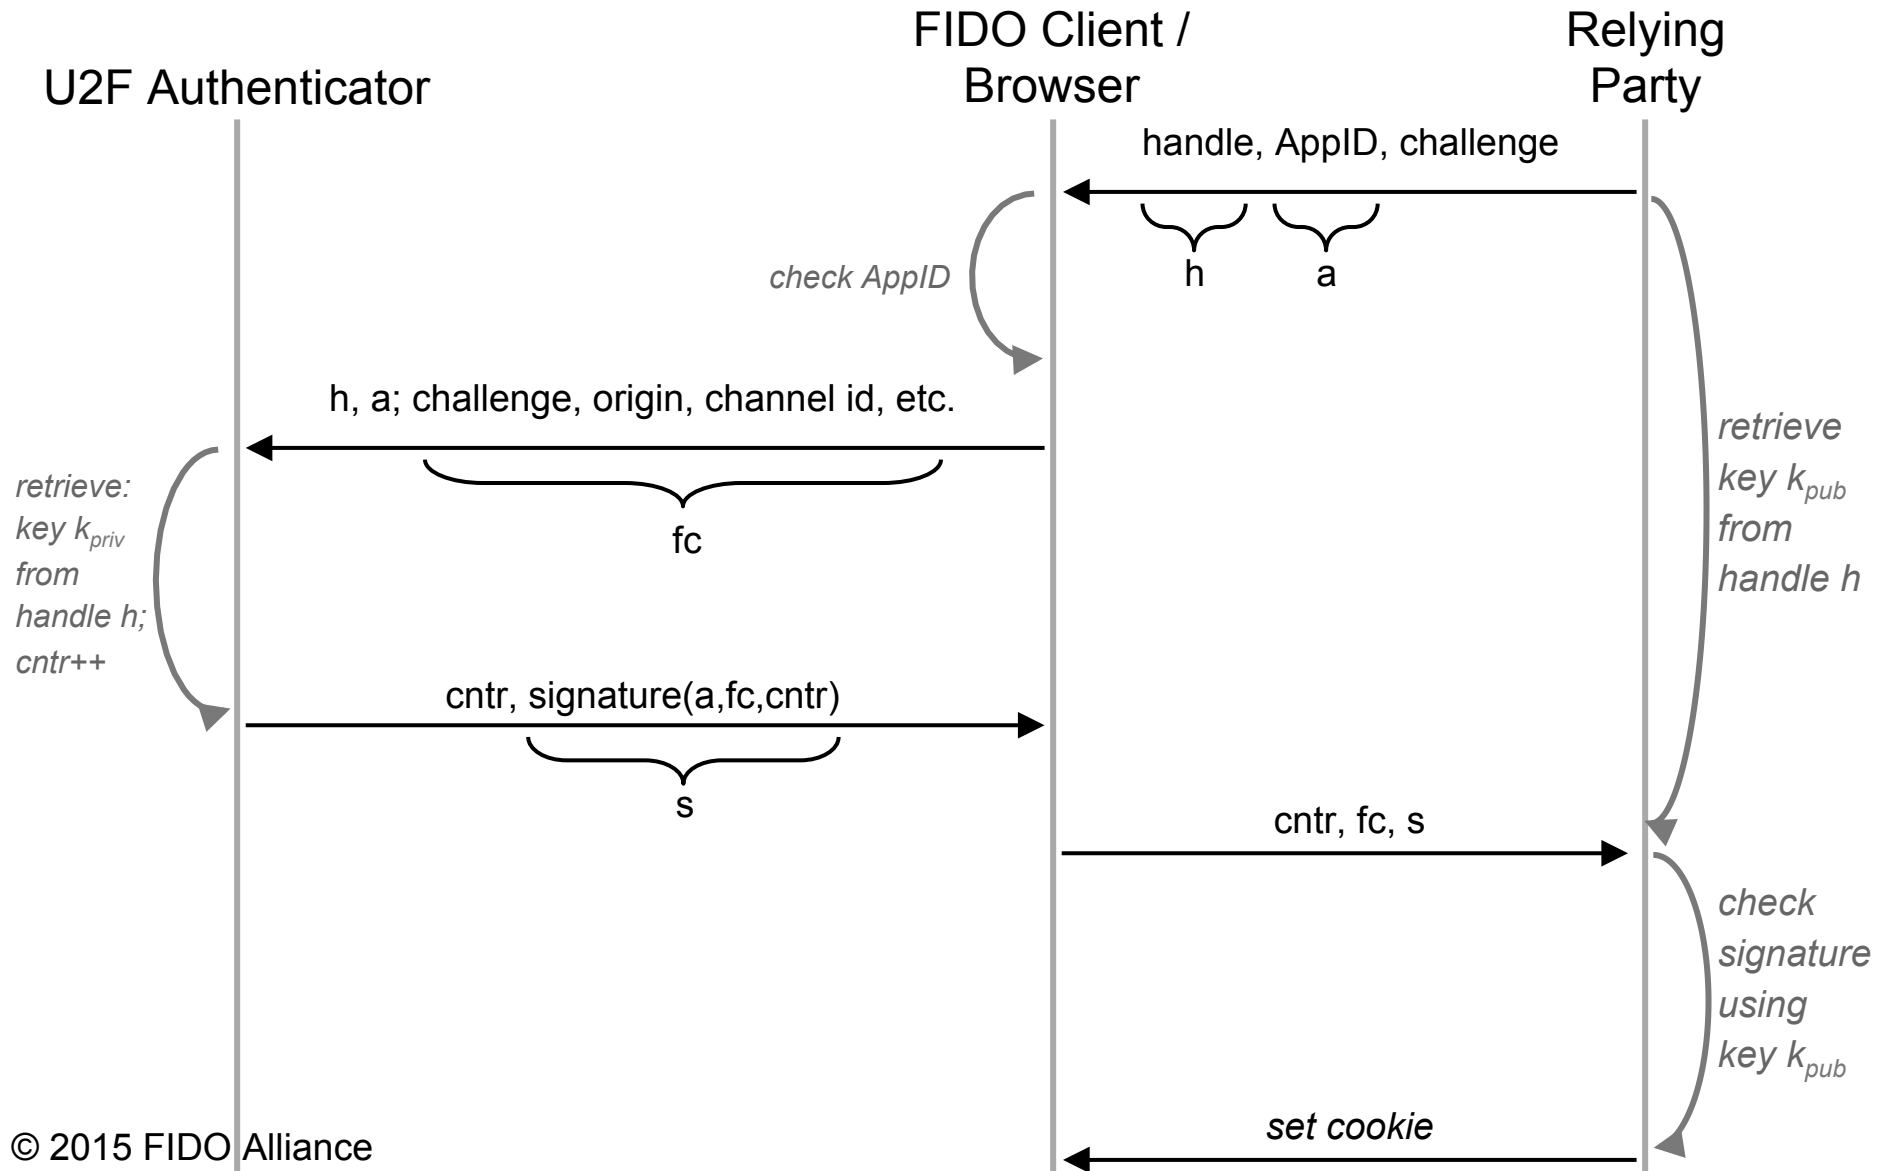 U2F Authenticator
FIDO Client /
Browser
Relying
Party
handle, AppID, challenge
h
a
check AppID
h, a; challenge, origin, channel id, etc.
fc
retrieve:
key kpriv
from
handle h;
cntr++
retrieve
key kpub
from
handle h
cntr, signature(a,fc,cntr)
s
cntr, fc, s
check
signature
using
key kpub
set cookie
© 2015 FIDO Alliance